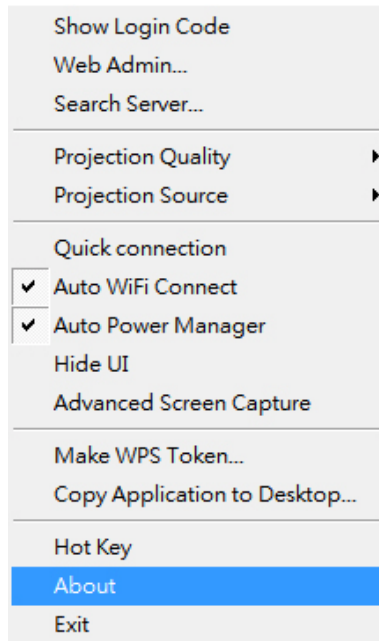 Show Login Code
Web Admin...
Search Server...
Projection Quality
Projection Source
Quick connection
Auto WiFi Connect
Auto Power Manager
Hide UI
Advanced Screen Capture
Make WPS Token...
Copy Application to Desktop...
Hot Key
About
Exit